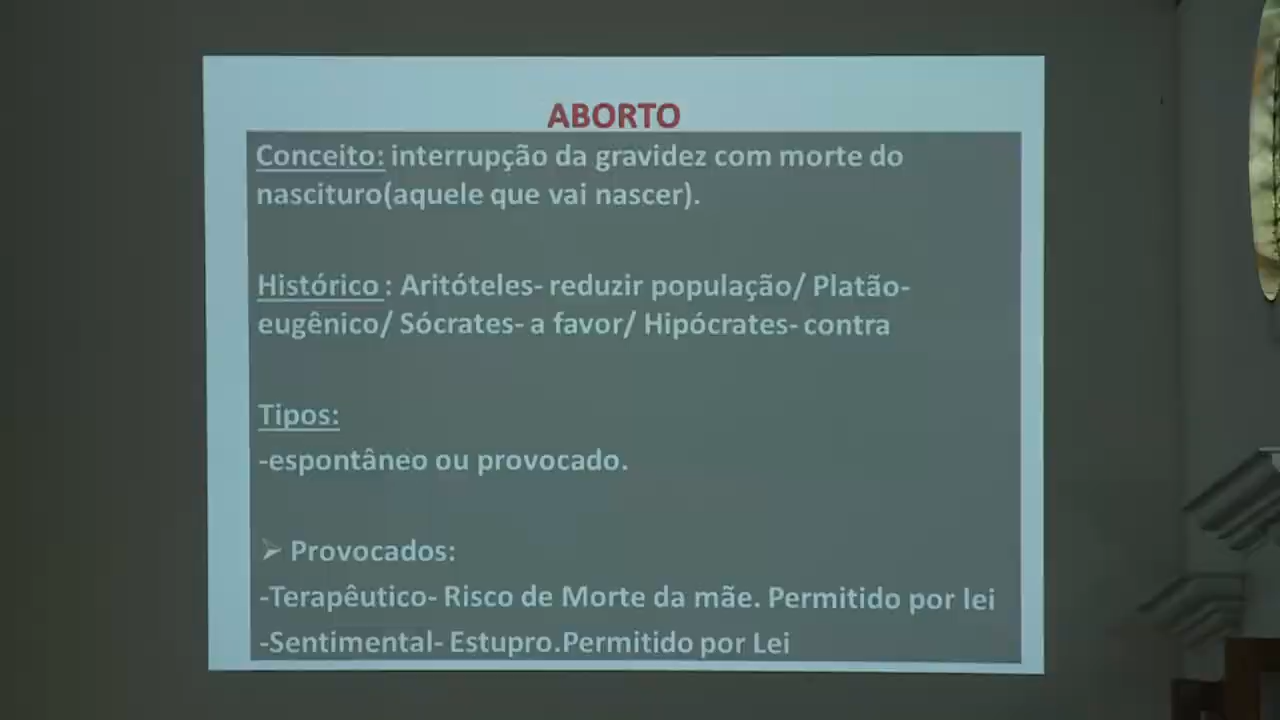 ABORTO
Conceito: interrupção da gravidez com morte do
nascituro(aquele que vai nascer).
Histórico : Aritóteles- reduzir população/ Platão-
eugênico/ Sócrates- a favor/ Hipócrates- contra
Tipos:
-espontâneo ou provocado.
➢ Provocados:
-Terapêutico- Risco de Morte da mãe. Permitido por lei
-Sentimental- Estupro.Permitido por Lei